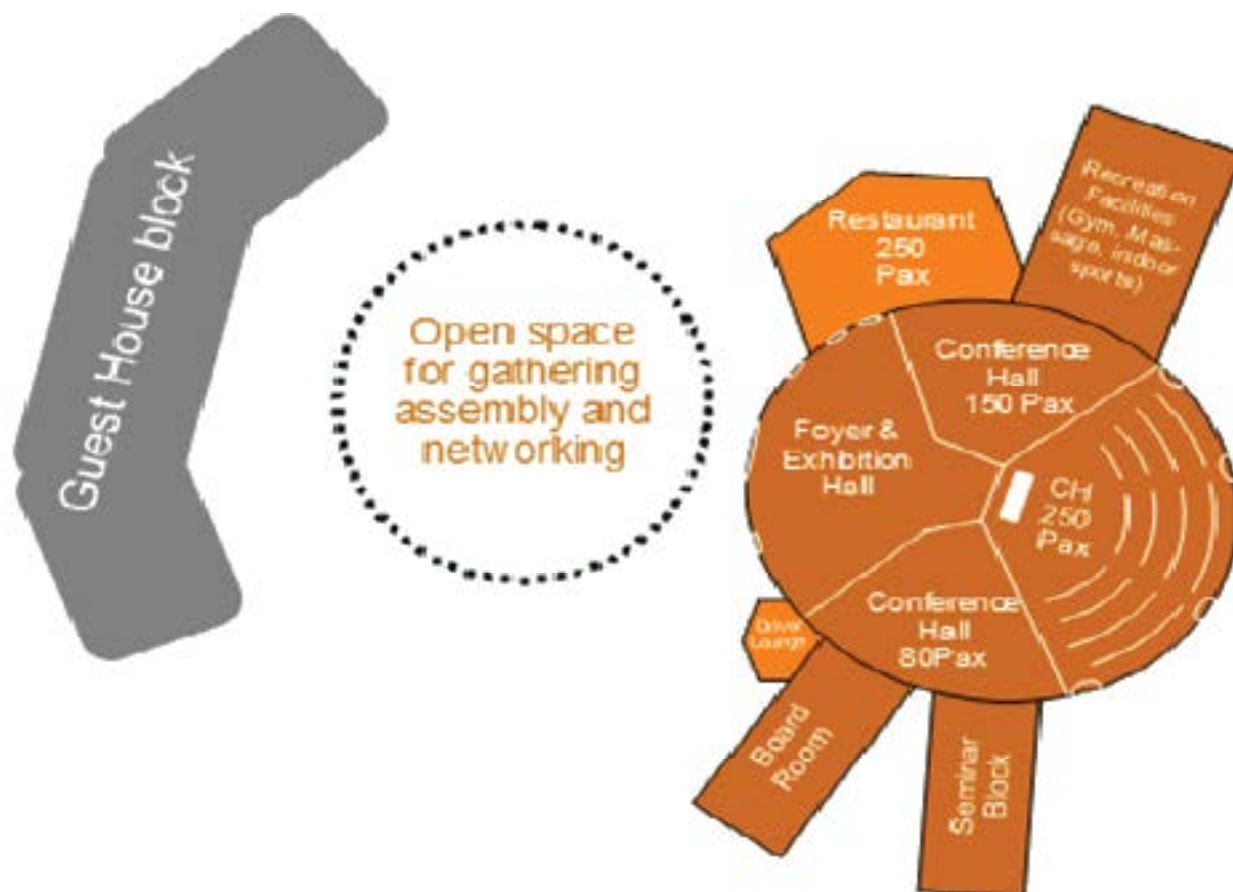 Guest House block
Open space
for gathering
assembly and
networking
Restaurant
250
Pax
Recreation
Facilities
(Gym, Mas-
sage, indoor
sports)
Conference
Hall
150 Pax
Foyer &
Exhibition
Hall
CH
250
Pax
Conference
Hall
80Pax
Driver
Lounge
Board
Room
Seminar
Block